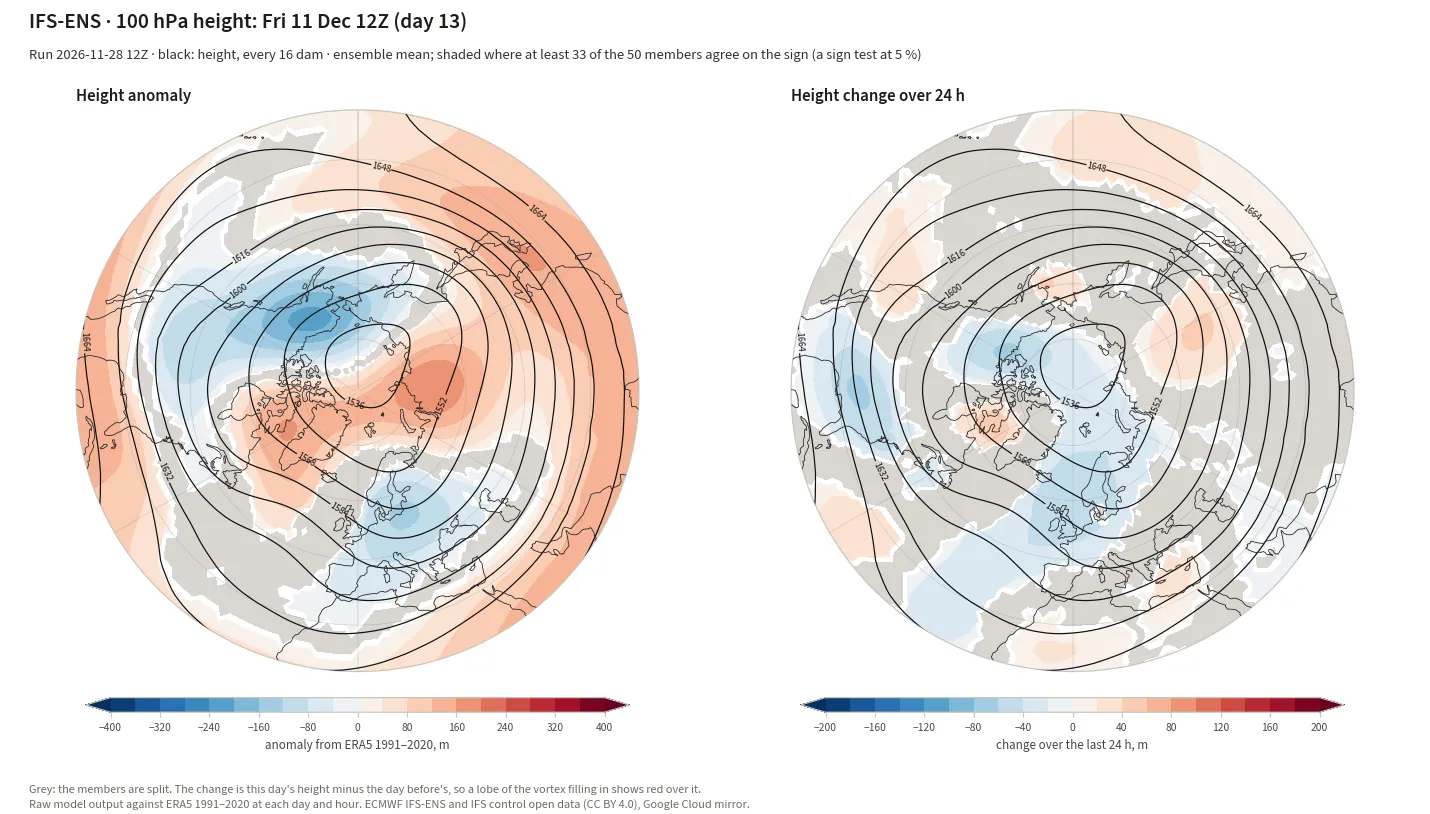 IFS-ENS · 100 hPa height: Fri 11 Dec 12Z (day 13)
Run 2026-11-28 12Z · black: height, every 16 dam · ensemble mean; shaded where at least 33 of the 50 members agree on the sign (a sign test at 5 %)
Height anomaly
Height change over 24 h
1648
1664
1616
1600
1664
1536
1552
1568
1632
1648
1664
1616
1600
1664
1536
1552
1568
1632
−400 −320 −240 −160 −80 0 80 160 240 320 400
anomaly from ERA5 1991–2020, m
−200 −160 −120 −80 −40 0 40 80 120 160 200
change over the last 24 h, m
Grey: the members are split. The change is this day's height minus the day before's, so a lobe of the vortex filling in shows red over it.
Raw model output against ERA5 1991–2020 at each day and hour. ECMWF IFS-ENS and IFS control open data (CC BY 4.0), Google Cloud mirror.